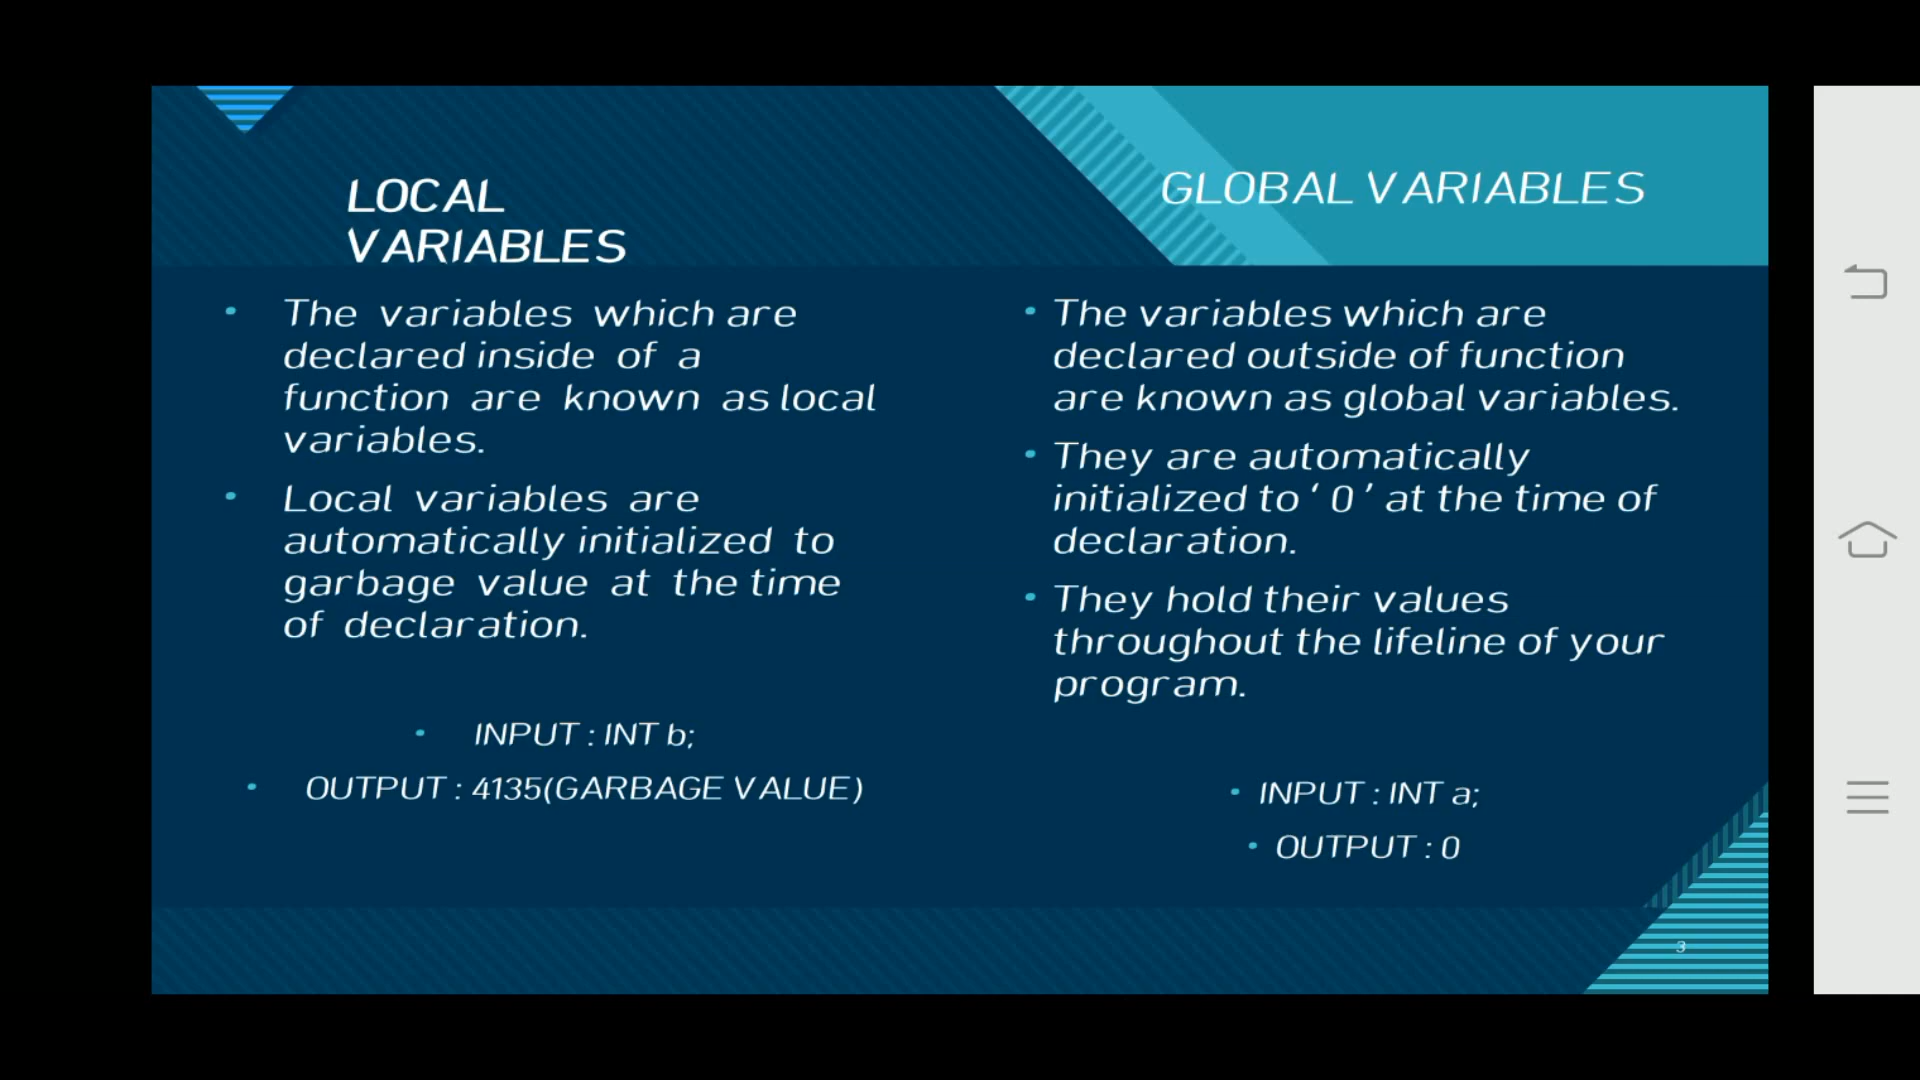 LOCAL
VARIABLES
• The variables which are
declared inside of a
function are known as local
variables.
• Local variables are
automatically initialized to
garbage value at the time
of declaration.
• INPUT : INT b;
• OUTPUT : 4135(GARBAGE VALUE)
GLOBAL VARIABLES
• The variables which are
declared outside of function
are known as global variables.
• They are automatically
initialized to ‘ 0 ’ at the time of
declaration.
• They hold their values
throughout the lifeline of your
program.
• INPUT : INT a;
• OUTPUT : 0
3